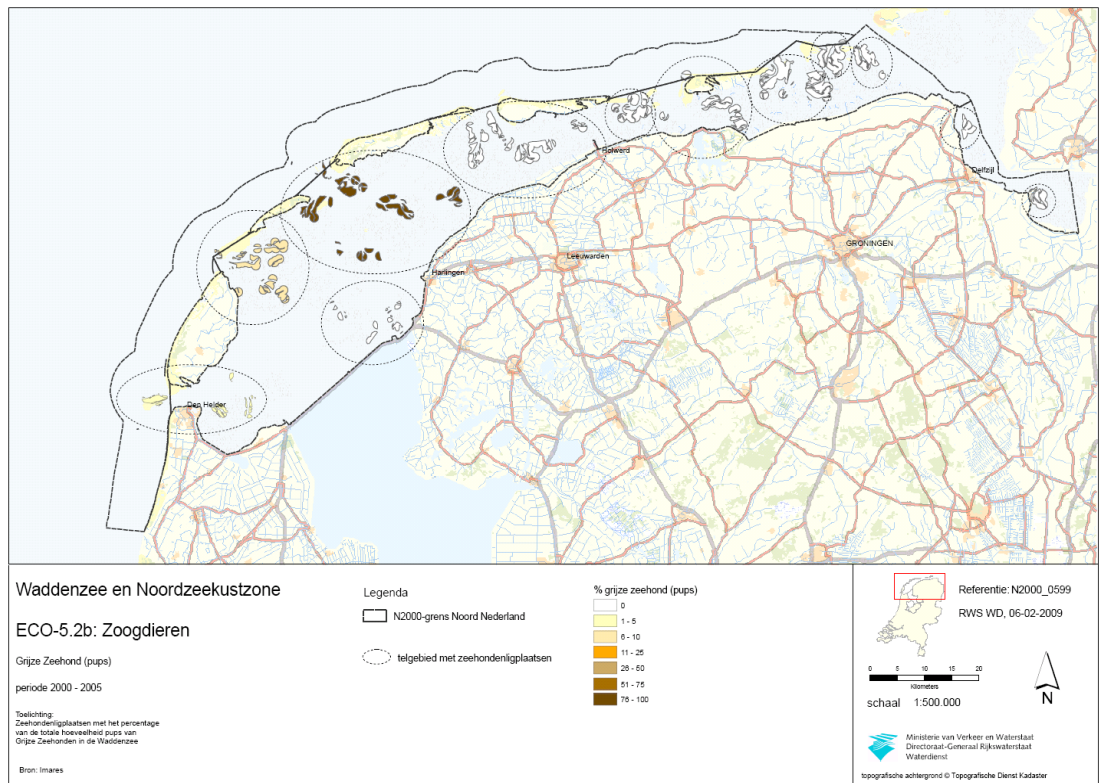 Holwerd
Delfzijl
GRONINGEN
Leeuwarden
Harlingen
Den Helder
Waddenzee en Noordzeekustzone
ECO-5.2b: Zoogdieren
Grijze Zeehond (pups)
periode 2000 - 2005
Toelichting:
Zeehondenligplaatsen met het percentage
van de totale hoeveelheid pups van
Grijze Zeehonden in de Waddenzee
Bron: Imares
Legenda
N2000-grens Noord Nederland
telgebied met zeehondenligplaatsen
% grijze zeehond (pups)
0
1 - 5
6 - 10
11 - 25
26 - 50
51 - 75
76 - 100
Referentie: N2000_0599
RWS WD, 06-02-2009
0 5 10 15 20
Kilometers
schaal 1:500.000
N
Ministerie van Verkeer en Waterstaat
Directoraat-Generaal Rijkswaterstaat
Waterdienst
topografische achtergrond © Topografische Dienst Kadaster